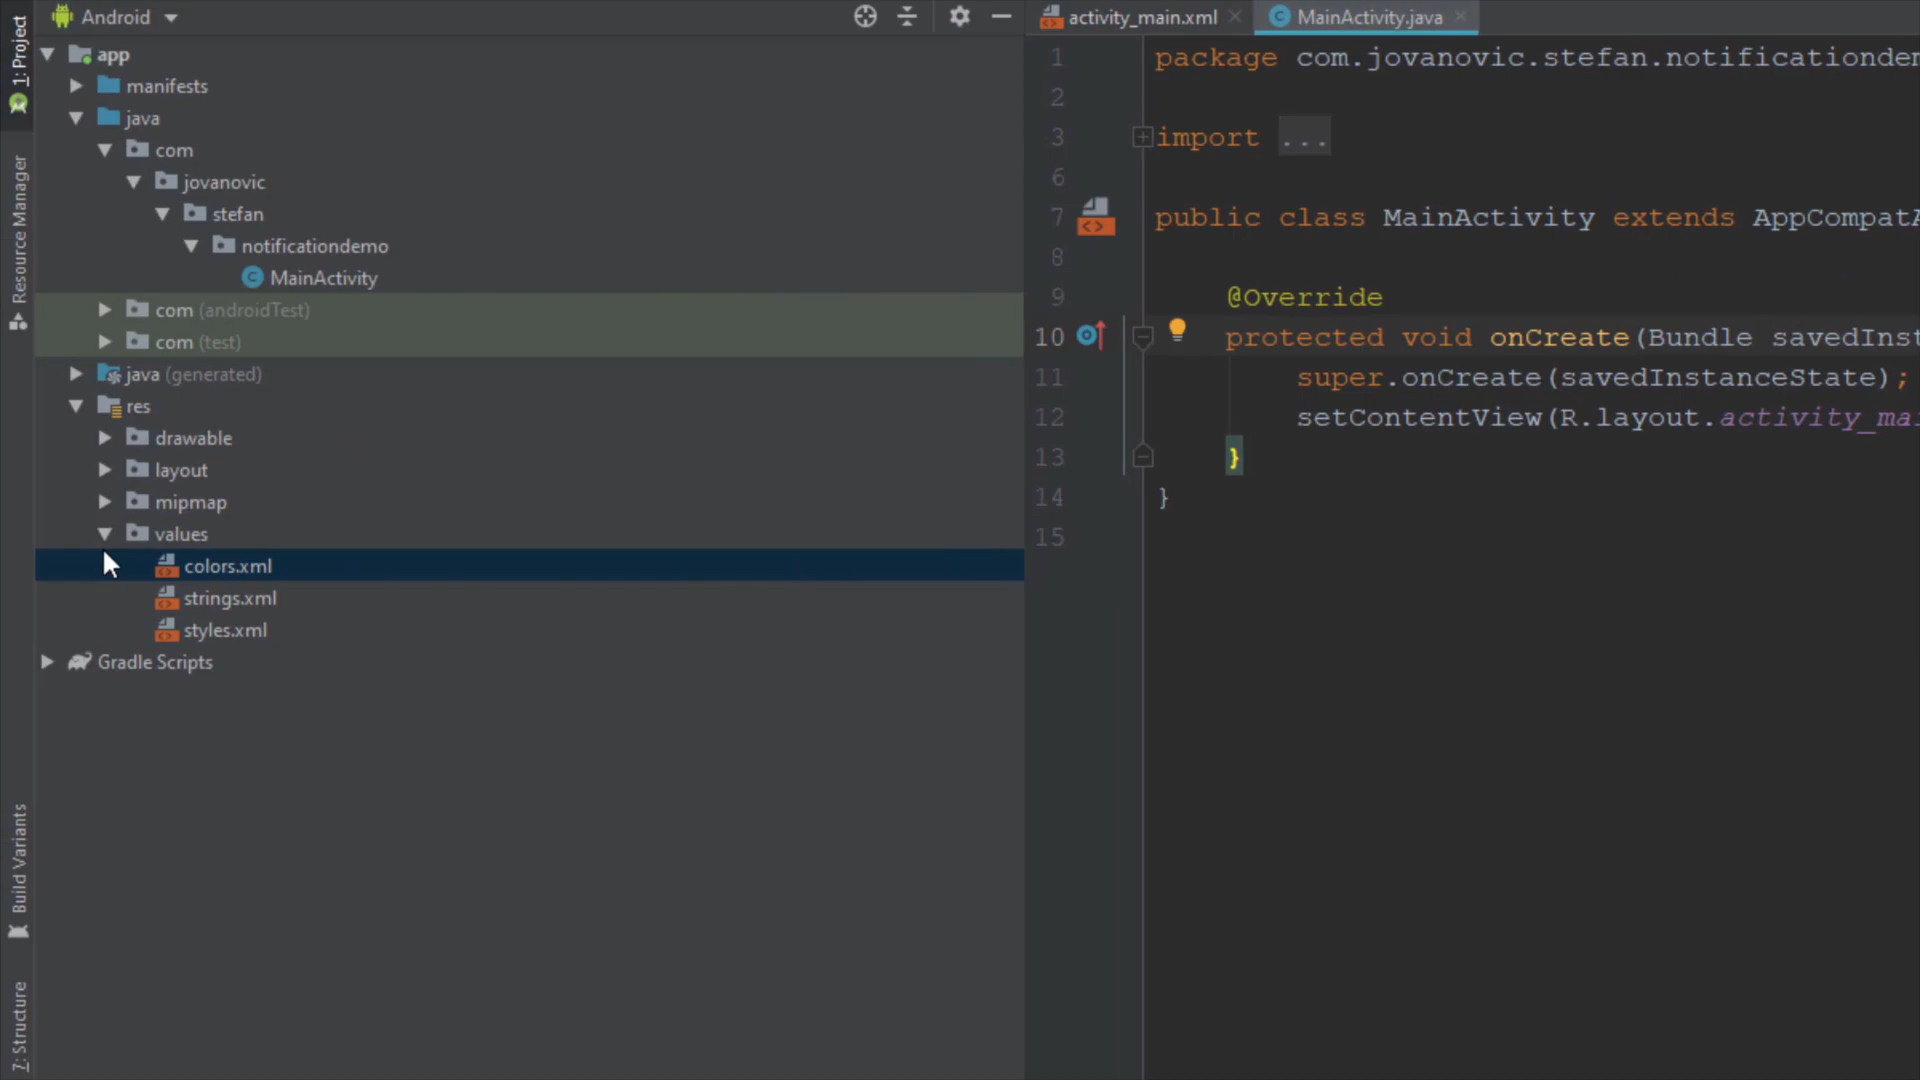 1: Project
Resource Manager
Build Variants
7: Structure
Android
app
manifests
java
com
jovanovic
stefan
notificationdemo
MainActivity
com (androidTest)
com (test)
java (generated)
res
drawable
layout
mipmap
values
colors.xml
strings.xml
styles.xml
Gradle Scripts
activity_main.xml
MainActivity.java
1 package com.jovanovic.stefan.notificationdem
2
3 import ...
6
7 public class MainActivity extends AppCompatA
8
9 @Override
10 protected void onCreate(Bundle savedInst
11 super.onCreate(savedInstanceState);
12 setContentView(R.layout.activity_mai
13 }
14 }
15